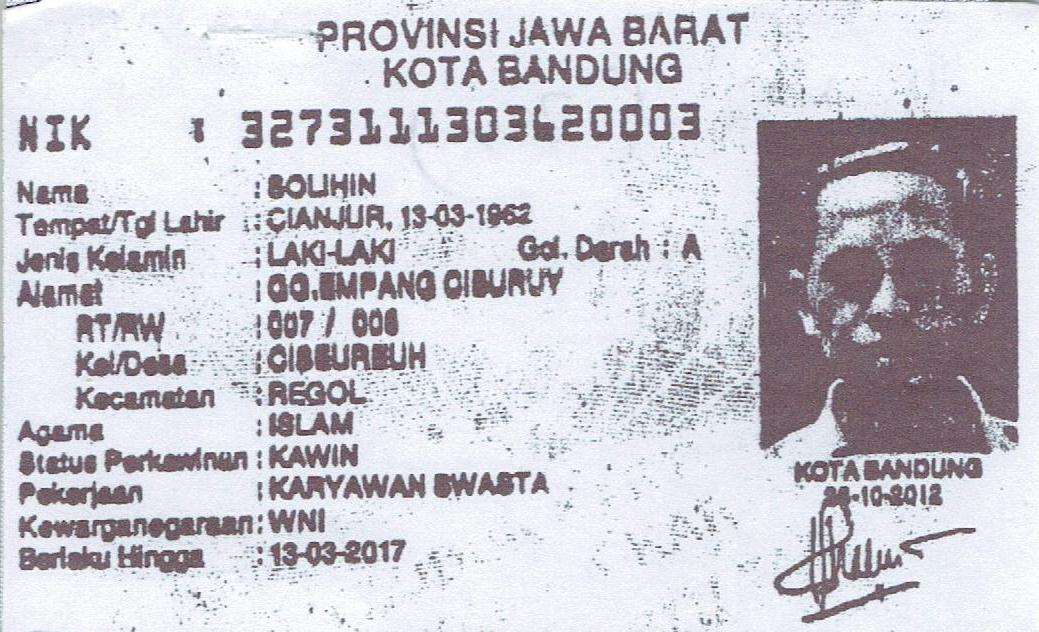 PROVINSI JAWA BARAT
KOTA BANDUNG
NIK : 3273111303620003
Nama : SOLIHIN
Tempat/Tgl Lahir : CIANJUR, 13-03-1962
Jenis Kelamin : LAKI-LAKI Gol. Darah : A
Alamat : GG.EMPANG CIBURUY
RT/RW : 007 / 006
Kel/Desa : CISEUREUH
Kecamatan : REGOL
Agama : ISLAM
Status Perkawinan : KAWIN
Pekerjaan : KARYAWAN SWASTA
Kewarganegaraan: WNI
Berlaku Hingga : 13-03-2017
KOTA BANDUNG
26-10-2012